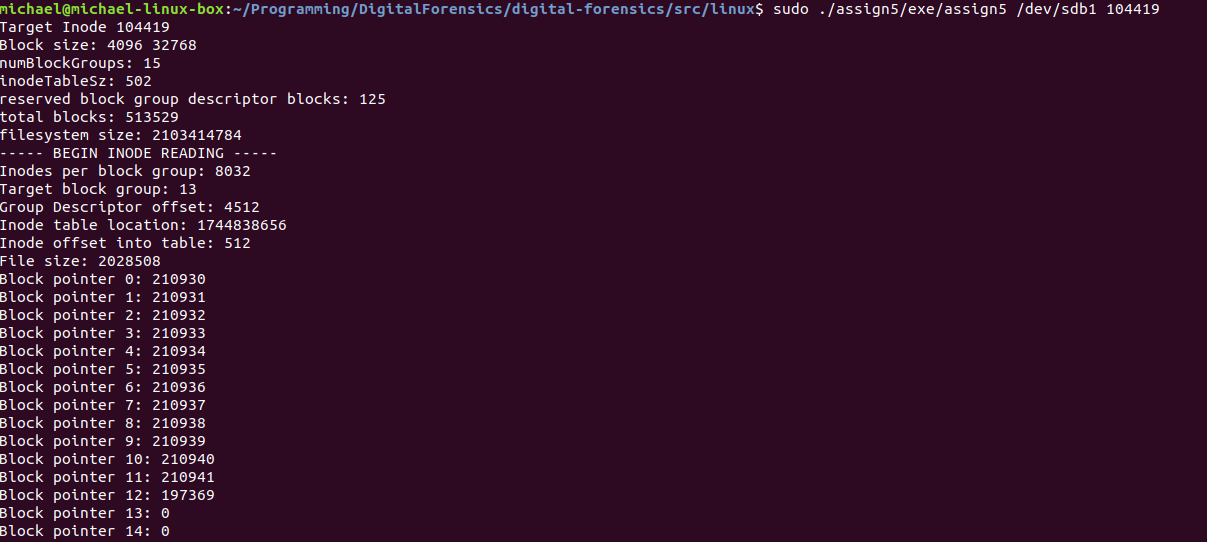 michael@michael-linux-box:~/Programming/DigitalForensics/digital-forensics/src/linux$ sudo ./assign5/exe/assign5 /dev/sdb1 104419
Target Inode 104419
Block size: 4096 32768
numBlockGroups: 15
inodeTableSz: 502
reserved block group descriptor blocks: 125
total blocks: 513529
filesystem size: 2103414784
----- BEGIN INODE READING -----
Inodes per block group: 8032
Target block group: 13
Group Descriptor offset: 4512
Inode table location: 1744838656
Inode offset into table: 512
File size: 2028508
Block pointer 0: 210930
Block pointer 1: 210931
Block pointer 2: 210932
Block pointer 3: 210933
Block pointer 4: 210934
Block pointer 5: 210935
Block pointer 6: 210936
Block pointer 7: 210937
Block pointer 8: 210938
Block pointer 9: 210939
Block pointer 10: 210940
Block pointer 11: 210941
Block pointer 12: 197369
Block pointer 13: 0
Block pointer 14: 0